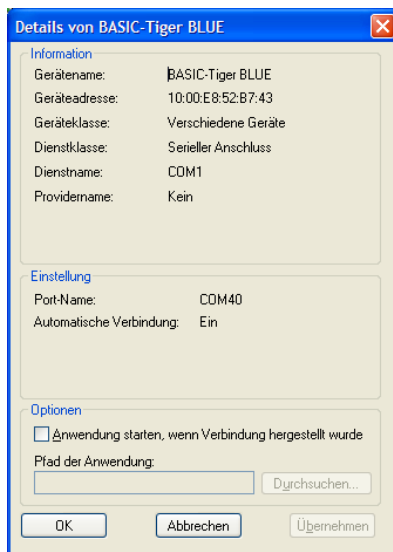 Details von BASIC-Tiger BLUE
Information
Gerätename: BASIC-Tiger BLUE
Geräteadresse: 10:00:E8:52:B7:43
Geräteklasse: Verschiedene Geräte
Dienstklasse: Serieller Anschluss
Dienstname: COM1
Providername: Kein
Einstellung
Port-Name: COM40
Automatische Verbindung: Ein
Optionen
Anwendung starten, wenn Verbindung hergestellt wurde
Pfad der Anwendung:
Durchsuchen...
OK Abbrechen Übernehmen